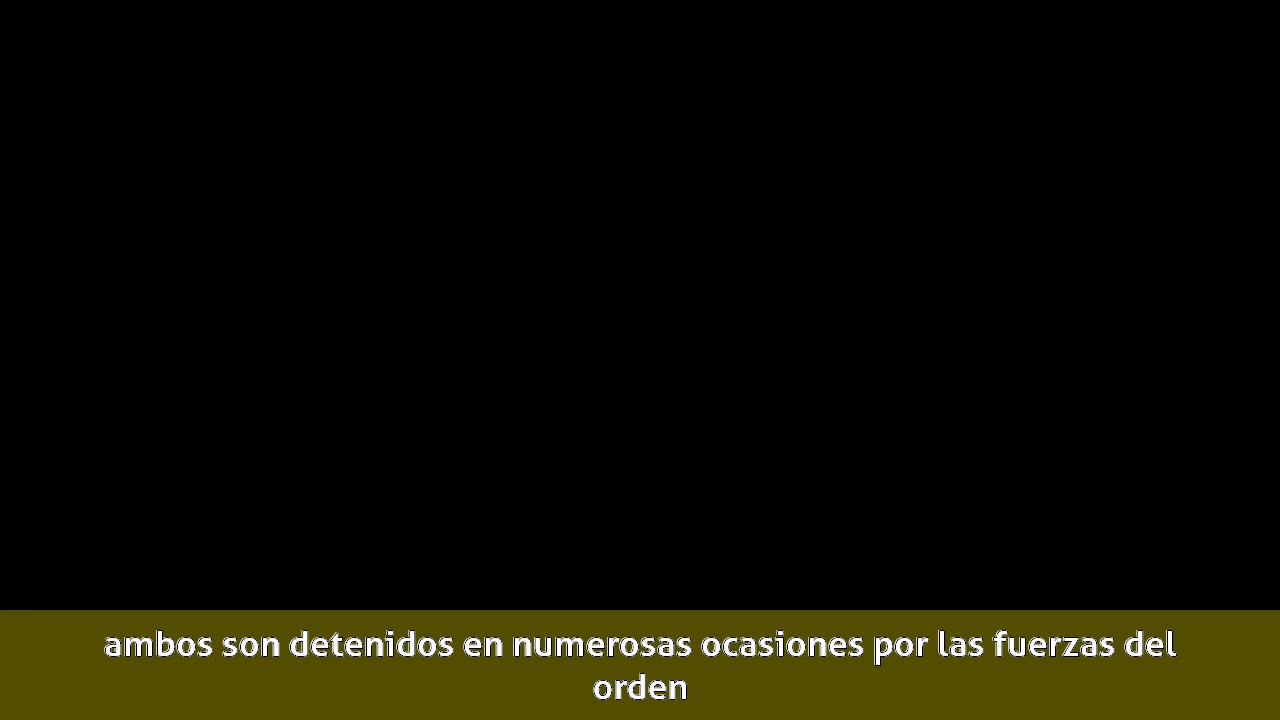 ambos son detenidos en numerosas ocasiones por las fuerzas del
orden